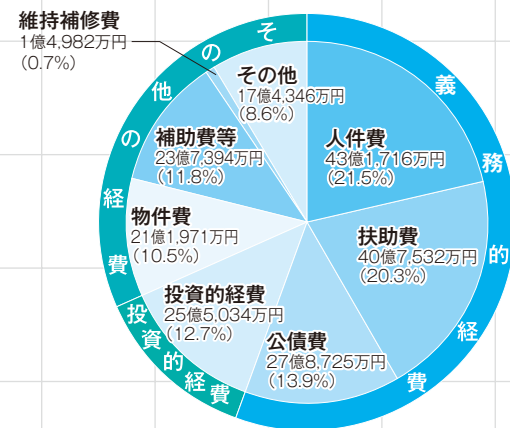 維持補修費
1億4,982万円
(0.7%)
その他
17億4,346万円
(8.6%)
補助費等
23億7,394万円
(11.8%)
人件費
43億1,716万円
(21.5%)
物件費
21億1,971万円
(10.5%)
扶助費
40億7,532万円
(20.3%)
投資的経費
25億5,034万円
(12.7%)
公債費
27億8,725万円
(13.9%)
義務的経費
投資的経費
その他の経費